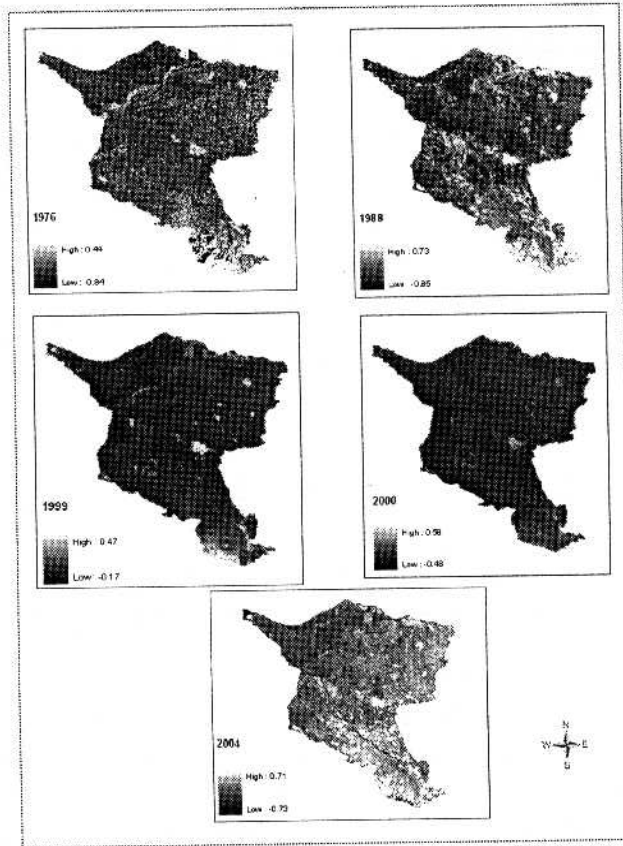 1976
High : 0.44
Low : -0.84
1988
High : 0.73
Low : -0.85
1999
High : 0.47
Low : -0.17
2000
High : 0.58
Low : -0.48
2004
High : 0.71
Low : -0.73
N
W E
S